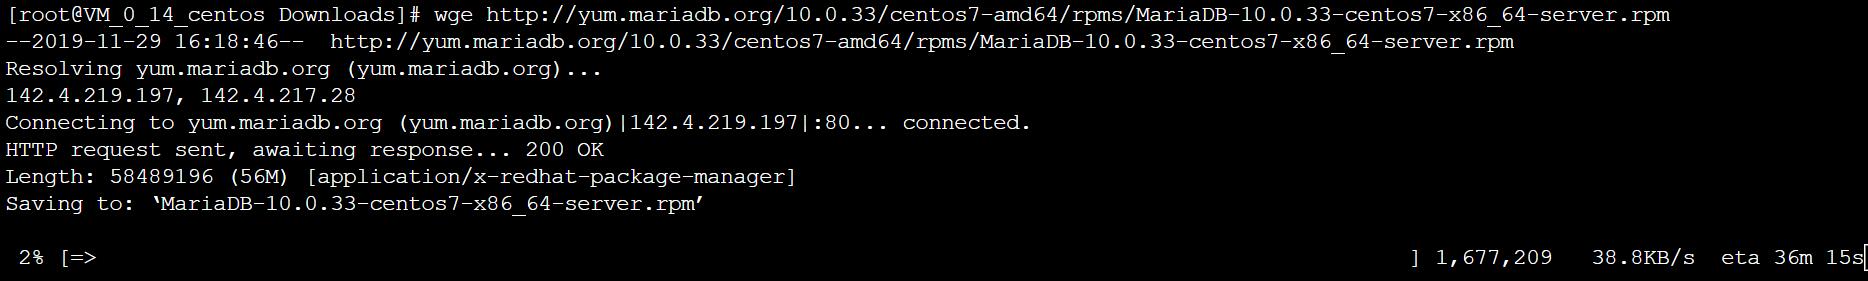 [root@VM_0_14_centos Downloads]# wge http://yum.mariadb.org/10.0.33/centos7-amd64/rpms/MariaDB-10.0.33-centos7-x86_64-server.rpm
--2019-11-29 16:18:46--  http://yum.mariadb.org/10.0.33/centos7-amd64/rpms/MariaDB-10.0.33-centos7-x86_64-server.rpm
Resolving yum.mariadb.org (yum.mariadb.org)...
142.4.219.197, 142.4.217.28
Connecting to yum.mariadb.org (yum.mariadb.org)|142.4.219.197|:80... connected.
HTTP request sent, awaiting response... 200 OK
Length: 58489196 (56M) [application/x-redhat-package-manager]
Saving to: ‘MariaDB-10.0.33-centos7-x86_64-server.rpm’
2% [=> ] 1,677,209 38.8KB/s eta 36m 15s